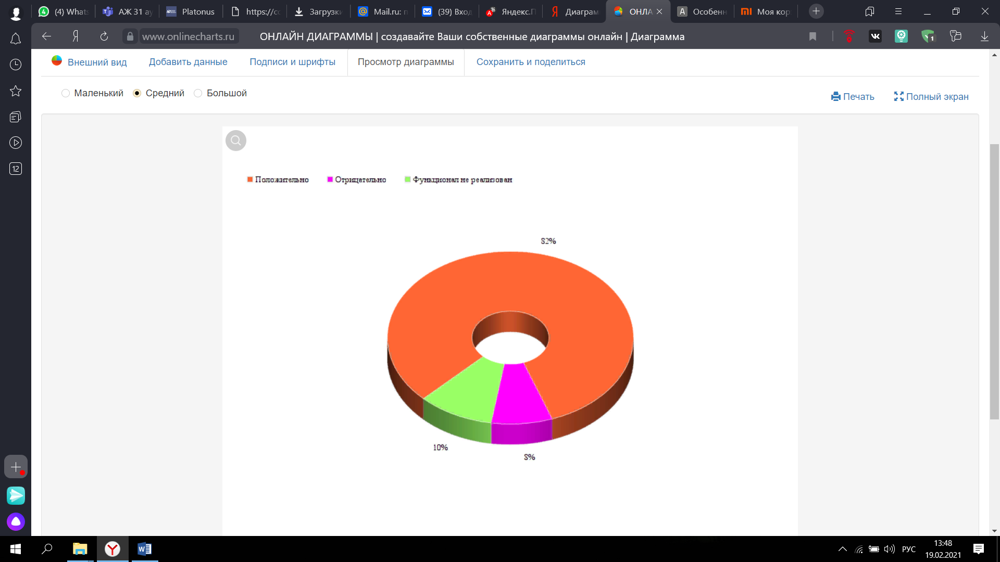 (4) Whats
АЖ 31 ау
Platonus
https://cc
Загрузки
Mail.ru: п
(39) Вход
Яндекс.П
Диаграм
ОНЛА
Особенн
Моя кор
www.onlinecharts.ru
ОНЛАЙН ДИАГРАММЫ | создавайте Ваши собственные диаграммы онлайн | Диаграмма
1
Внешний вид
Добавить данные
Подписи и шрифты
Просмотр диаграммы
Сохранить и поделиться
Маленький
Средний
Большой
Печать
Полный экран
12
Положительно
Отрицательно
Функционал не реализован
82%
10%
8%
РУС
13:48
19.02.2021